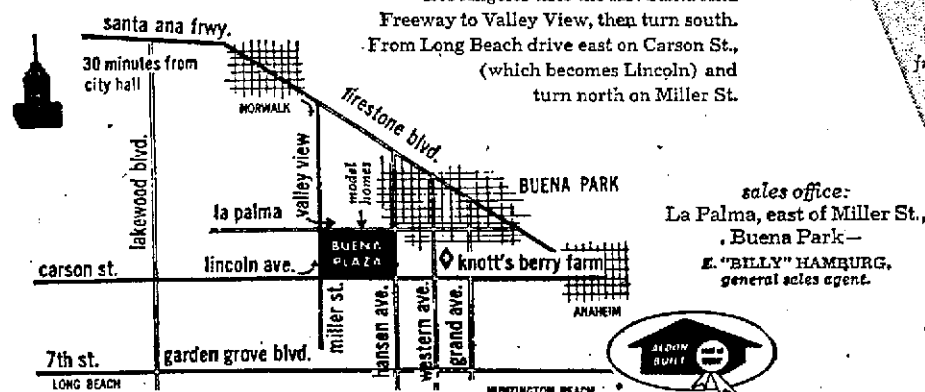 Freeway to Valley View, then turn south.
From Long Beach drive east on Carson St.,
(which becomes Lincoln) and
turn north on Miller St.
santa ana frwy.
30 minutes from
city hall
NORWALK
firestone blvd.
lakewood blvd.
valley view
model
homes
BUENA PARK
la palma
BUENA
PLAZA
lincoln ave.
carson st.
knott's berry farm
ANAHEIM
miller st.
hansen ave.
western ave.
grand ave.
7th st.
garden grove blvd.
LONG BEACH
HUNTINGTON BEACH
sales office:
La Palma, east of Miller St.,
Buena Park—
E. "BILLY" HAMBURG,
general sales agent.
ALDON
BUILT